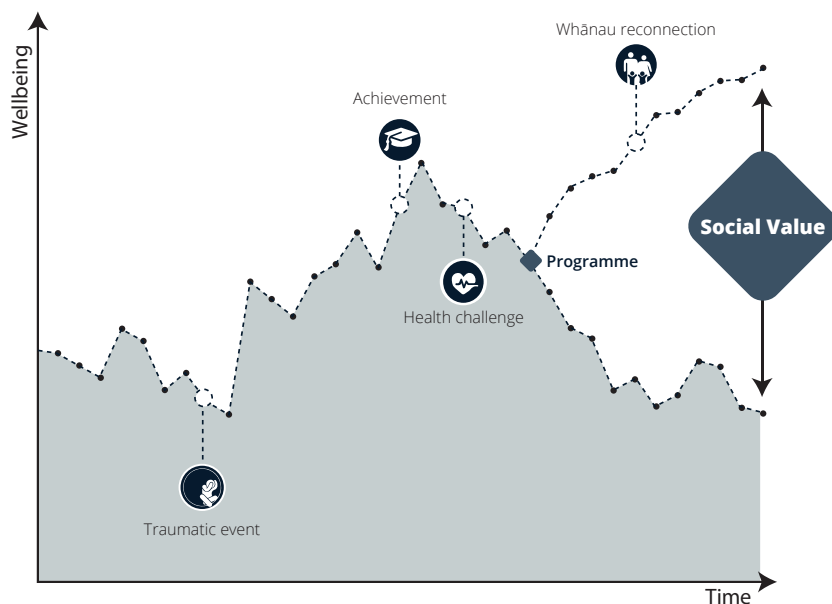 Whānau reconnection
Wellbeing
Achievement
Social Value
Programme
Health challenge
Traumatic event
Time